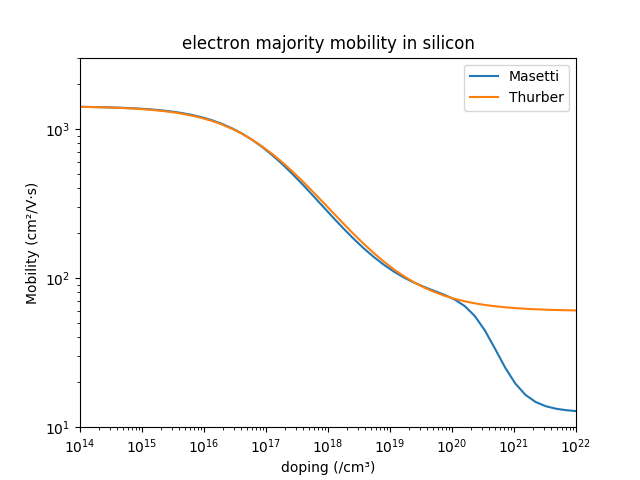 electron majority mobility in silicon
Masetti
Thurber
10³
10²
10¹
Mobility (cm²/V·s)
10¹⁴ 10¹⁵ 10¹⁶ 10¹⁷ 10¹⁸ 10¹⁹ 10²⁰ 10²¹ 10²²
doping (/cm³)